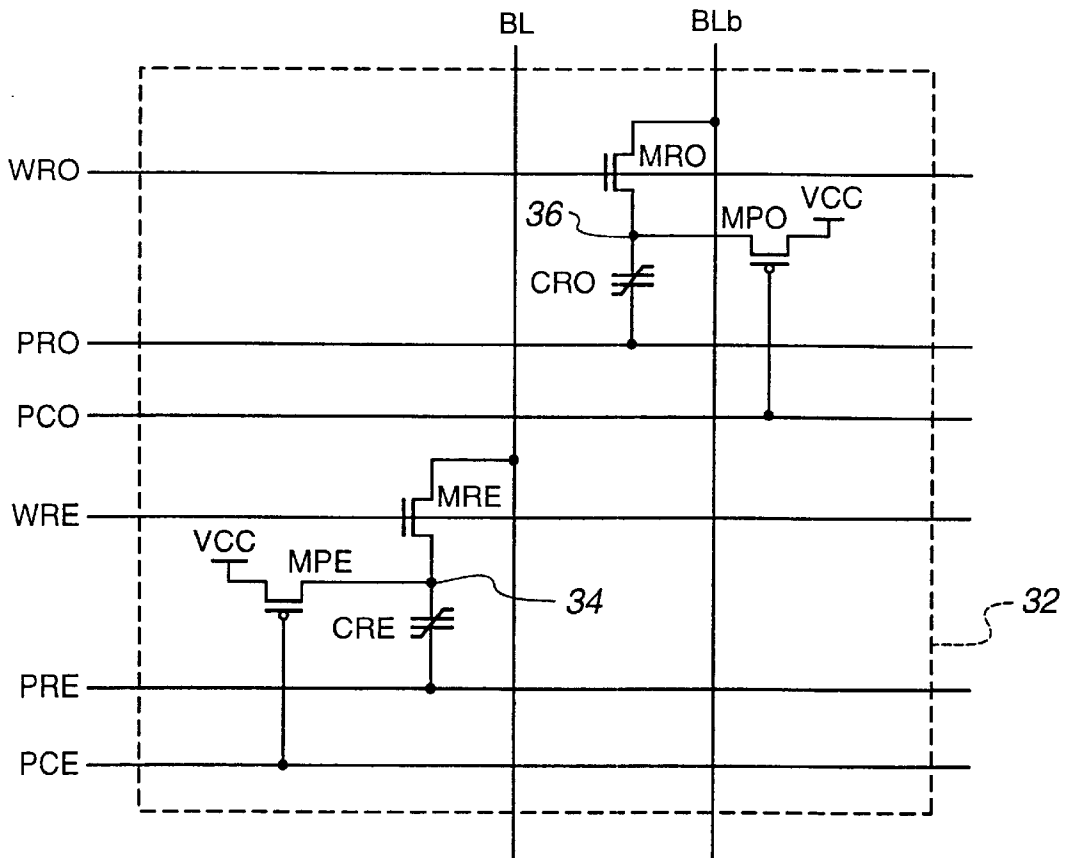 BL BLb
WRO MRO
36 MPO VCC
CRO
PRO
PCO
WRE MRE
VCC MPE
34
CRE 32
PRE
PCE